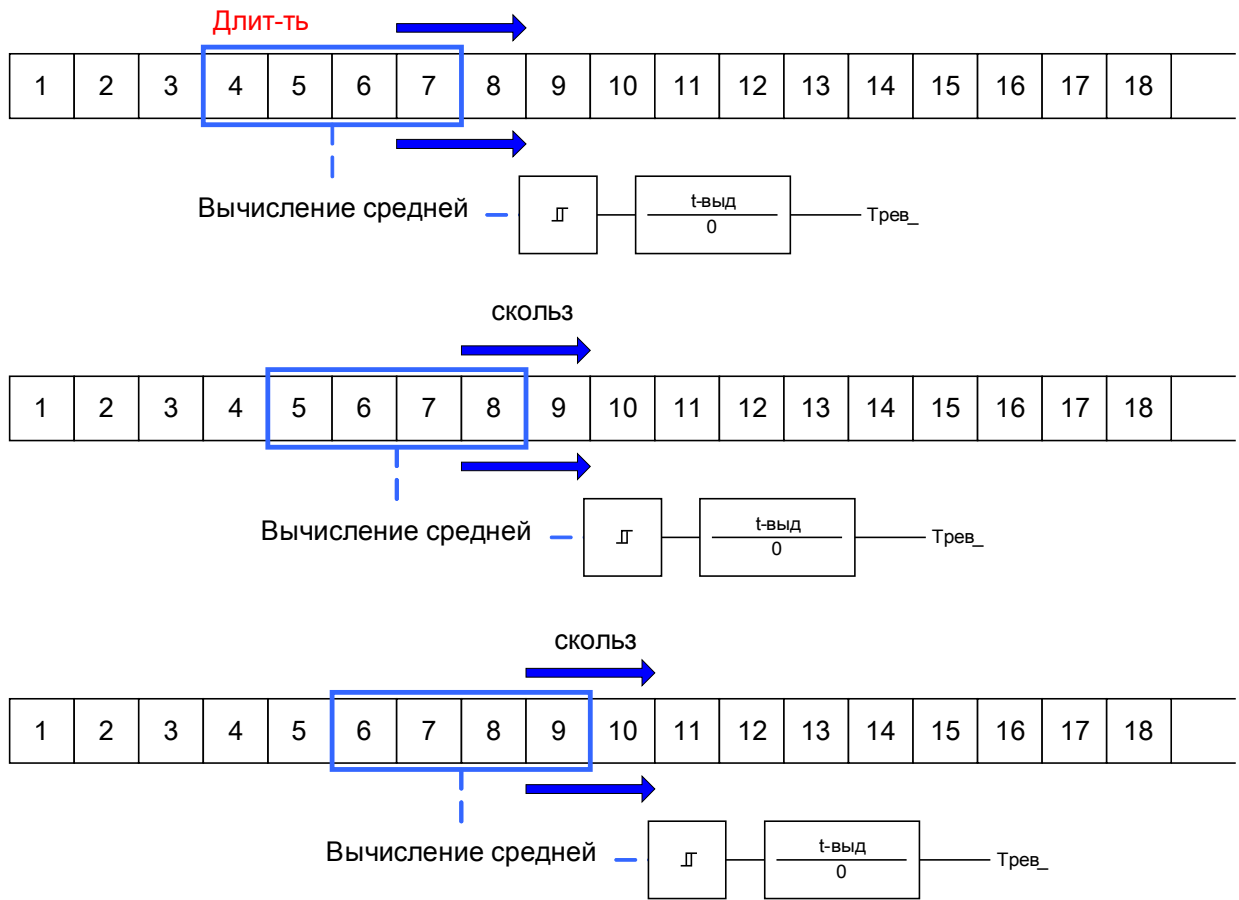 Длит-ть
1 2 3 4 5 6 7 8 9 10 11 12 13 14 15 16 17 18
Вычисление средней
t-выд
0
Трев_
скольз
1 2 3 4 5 6 7 8 9 10 11 12 13 14 15 16 17 18
Вычисление средней
t-выд
0
Трев_
скольз
1 2 3 4 5 6 7 8 9 10 11 12 13 14 15 16 17 18
Вычисление средней
t-выд
0
Трев_